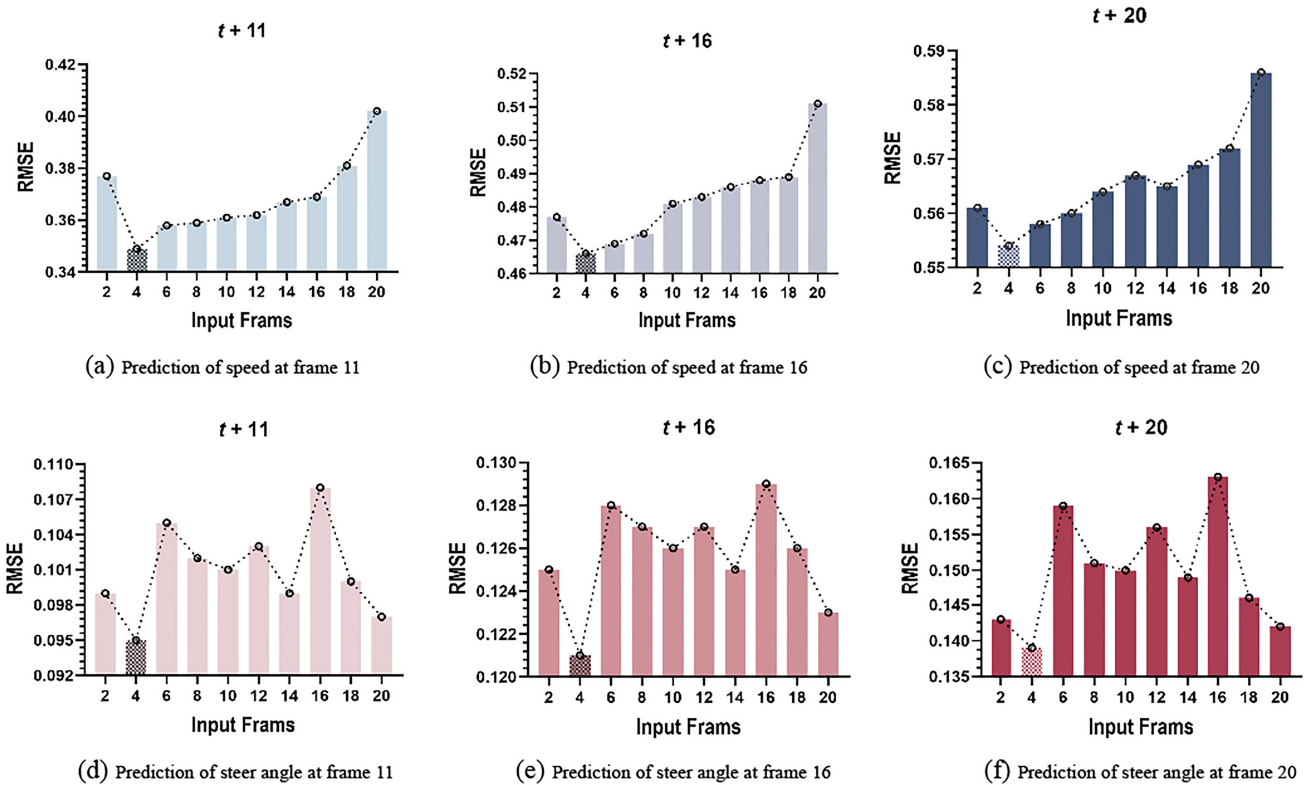 t + 11
0.42
0.40
0.38
0.36
0.34
RMSE
2 4 6 8 10 12 14 16 18 20
Input Frams
(a) Prediction of speed at frame 11
t + 16
0.52
0.51
0.50
0.49
0.48
0.47
0.46
RMSE
2 4 6 8 10 12 14 16 18 20
Input Frams
(b) Prediction of speed at frame 16
t + 20
0.59
0.58
0.57
0.56
0.55
RMSE
2 4 6 8 10 12 14 16 18 20
Input Frams
(c) Prediction of speed at frame 20
t + 11
0.110
0.107
0.104
0.101
0.098
0.095
0.092
RMSE
2 4 6 8 10 12 14 16 18 20
Input Frams
(d) Prediction of steer angle at frame 11
t + 16
0.130
0.128
0.126
0.124
0.122
0.120
RMSE
2 4 6 8 10 12 14 16 18 20
Input Frams
(e) Prediction of steer angle at frame 16
t + 20
0.165
0.160
0.155
0.150
0.145
0.140
0.135
RMSE
2 4 6 8 10 12 14 16 18 20
Input Frams
(f) Prediction of steer angle at frame 20